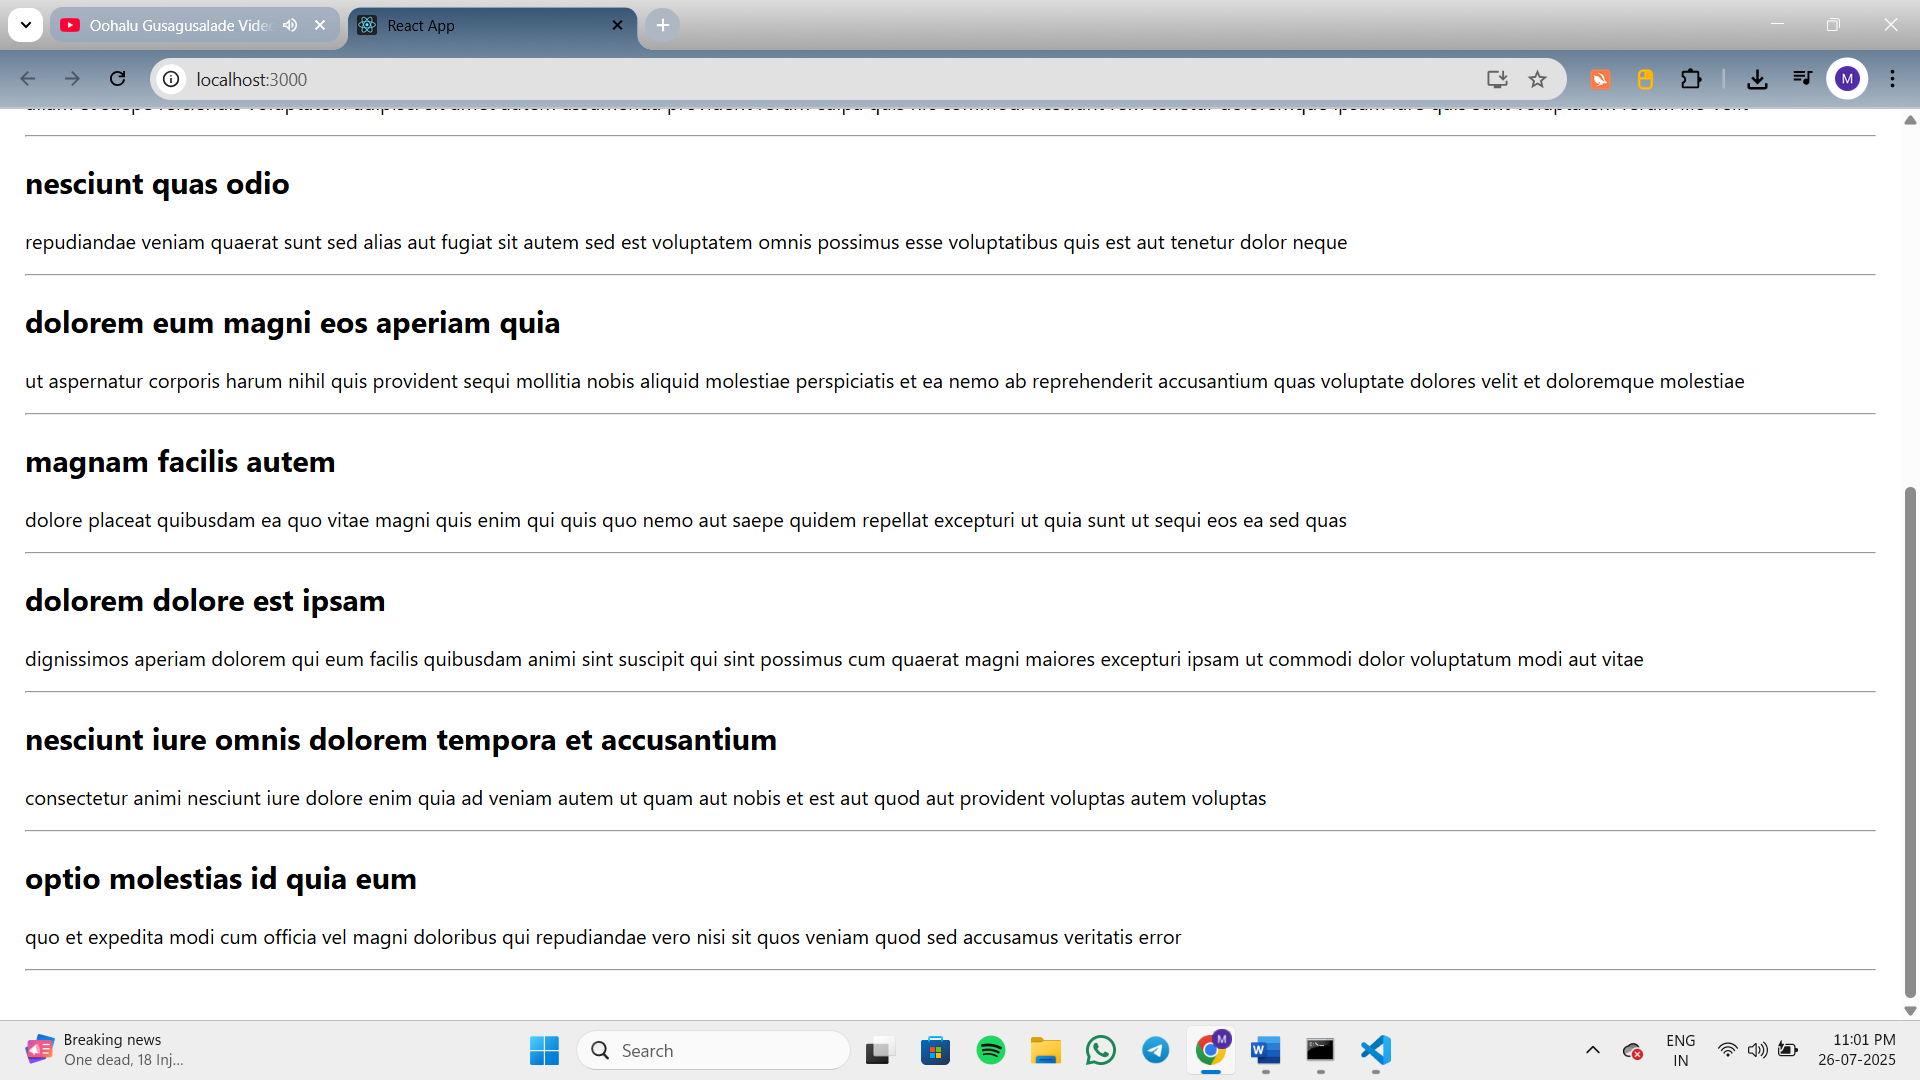 Oohalu Gusagusalade Vide
React App
localhost:3000
M
nesciunt quas odio
repudiandae veniam quaerat sunt sed alias aut fugiat sit autem sed est voluptatem omnis possimus esse voluptatibus quis est aut tenetur dolor neque
dolorem eum magni eos aperiam quia
ut aspernatur corporis harum nihil quis provident sequi mollitia nobis aliquid molestiae perspiciatis et ea nemo ab reprehenderit accusantium quas voluptate dolores velit et doloremque molestiae
magnam facilis autem
dolore placeat quibusdam ea quo vitae magni quis enim qui quis quo nemo aut saepe quidem repellat excepturi ut quia sunt ut sequi eos ea sed quas
dolorem dolore est ipsam
dignissimos aperiam dolorem qui eum facilis quibusdam animi sint suscipit qui sint possimus cum quaerat magni maiores excepturi ipsam ut commodi dolor voluptatum modi aut vitae
nesciunt iure omnis dolorem tempora et accusantium
consectetur animi nesciunt iure dolore enim quia ad veniam autem ut quam aut nobis et est aut quod aut provident voluptas autem voluptas
optio molestias id quia eum
quo et expedita modi cum officia vel magni doloribus qui repudiandae vero nisi sit quos veniam quod sed accusamus veritatis error
Breaking news
One dead, 18 Inj...
Search
M
W
ENG
IN
11:01 PM
26-07-2025